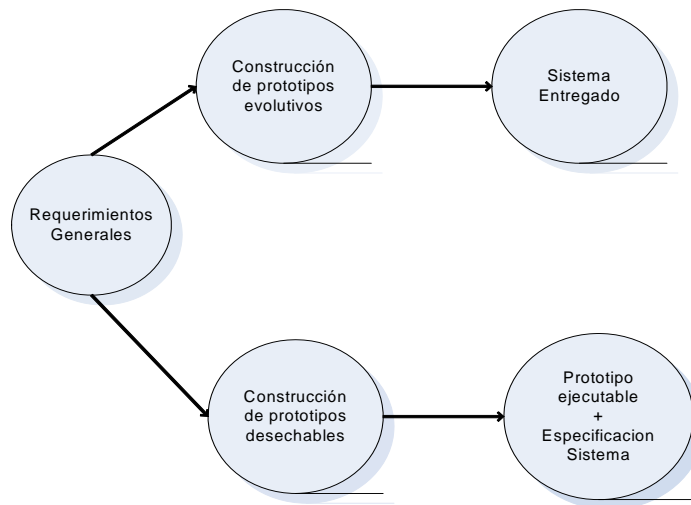 Construcción
de prototipos
evolutivos
Sistema
Entregado
Requerimientos
Generales
Construcción
de prototipos
desechables
Prototipo
ejecutable
+
Especificacion
Sistema